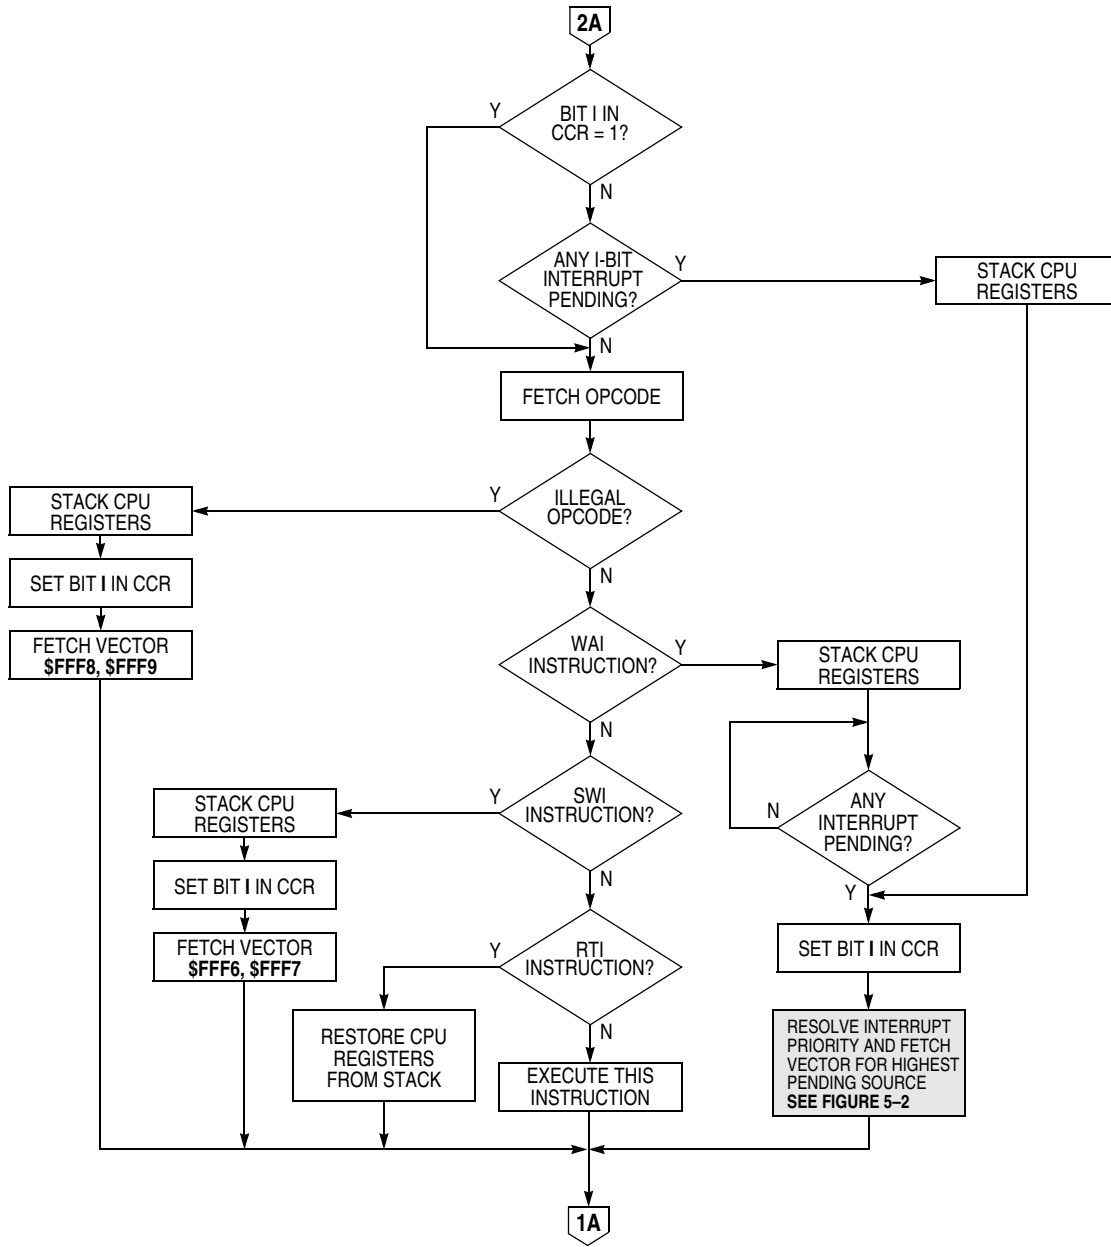 2A
BIT I IN
CCR = 1?
Y
N
ANY I-BIT
INTERRUPT
PENDING?
Y
N
STACK CPU
REGISTERS
FETCH OPCODE
ILLEGAL
OPCODE?
Y
N
STACK CPU
REGISTERS
SET BIT I IN CCR
FETCH VECTOR
$FFF8, $FFF9
WAI
INSTRUCTION?
Y
N
STACK CPU
REGISTERS
ANY
INTERRUPT
PENDING?
N
Y
SWI
INSTRUCTION?
Y
N
STACK CPU
REGISTERS
SET BIT I IN CCR
FETCH VECTOR
$FFF6, $FFF7
SET BIT I IN CCR
RTI
INSTRUCTION?
Y
N
RESTORE CPU
REGISTERS
FROM STACK
EXECUTE THIS
INSTRUCTION
RESOLVE INTERRUPT
PRIORITY AND FETCH
VECTOR FOR HIGHEST
PENDING SOURCE
SEE FIGURE 5–2
1A